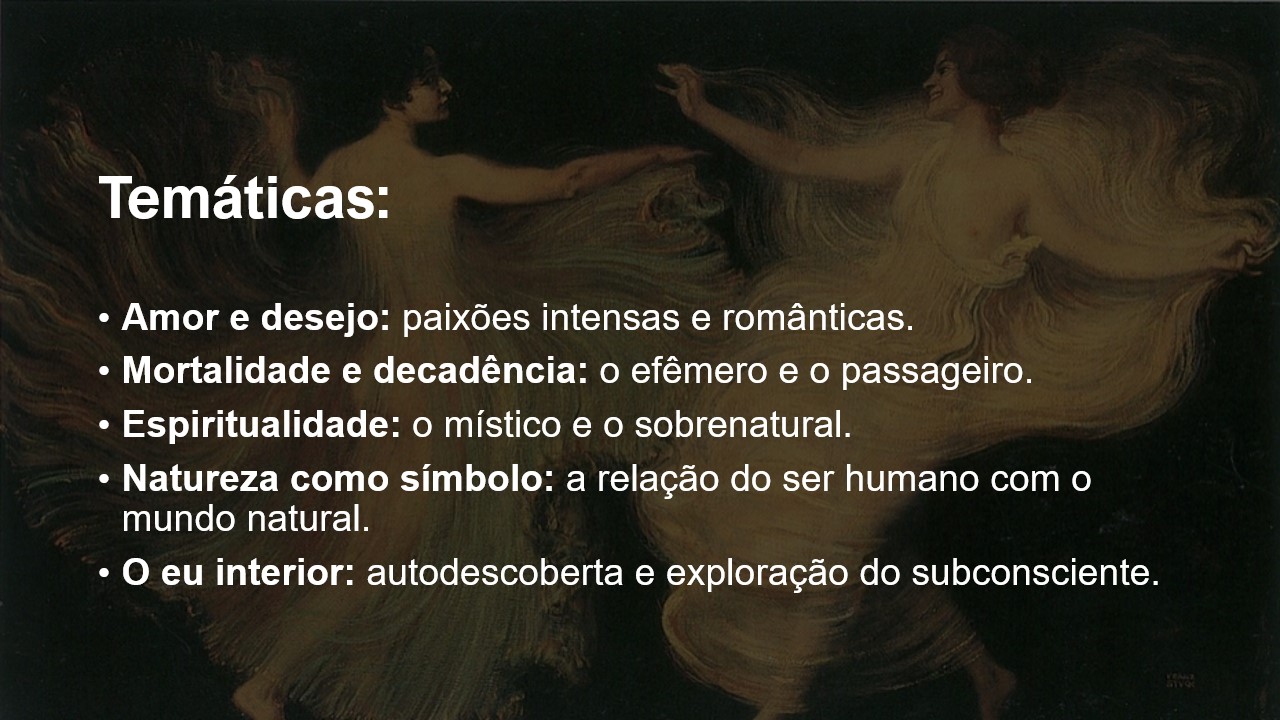 Temáticas:
• Amor e desejo: paixões intensas e românticas.
• Mortalidade e decadência: o efêmero e o passageiro.
• Espiritualidade: o místico e o sobrenatural.
• Natureza como símbolo: a relação do ser humano com o
mundo natural.
• O eu interior: autodescoberta e exploração do subconsciente.